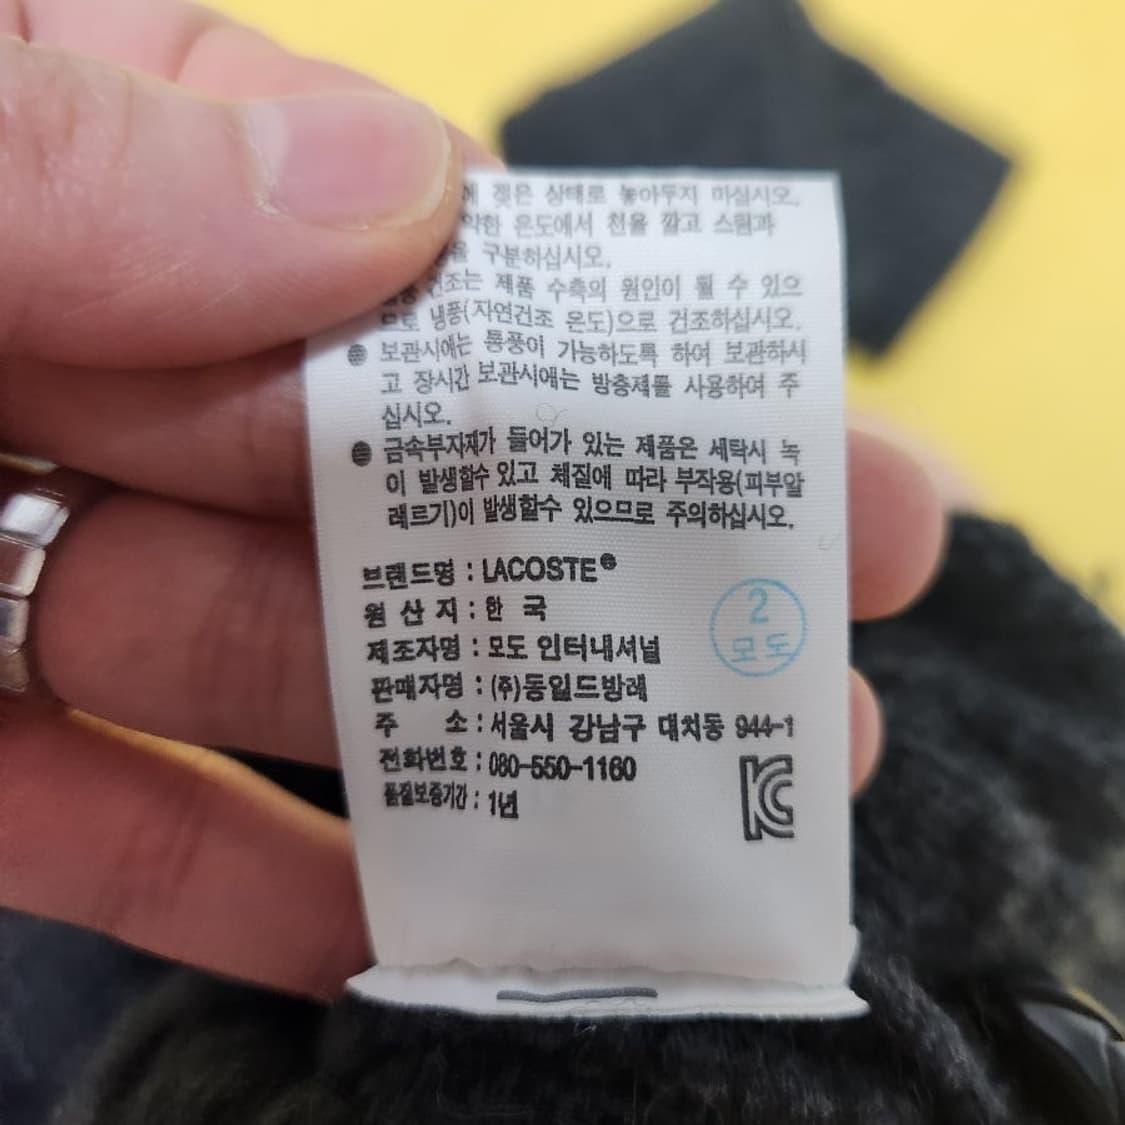 에 젖은 상태로 놓아두지 마십시오.
약한 온도에서 천을 깔고 스팀과
을 구분하십시오.
건조는 제품 수축의 원인이 될 수 있으
므로 냉풍(자연건조 온도)으로 건조하십시오.
● 보관시에는 통풍이 가능하도록 하여 보관하시
고 장시간 보관시에는 방충제를 사용하여 주
십시오.
● 금속부자재가 들어가 있는 제품은 세탁시 녹
이 발생할수 있고 체질에 따라 부작용(피부알
레르기)이 발생할수 있으므로 주의하십시오.
브랜드명 : LACOSTE®
원 산 지 : 한 국
제조자명 : 모도 인터내셔널
판매자명 : (주)동일드방레
주 소 : 서울시 강남구 대치동 944-1
전화번호 : 080-550-1160
품질보증기간 : 1년
2
모도
KC